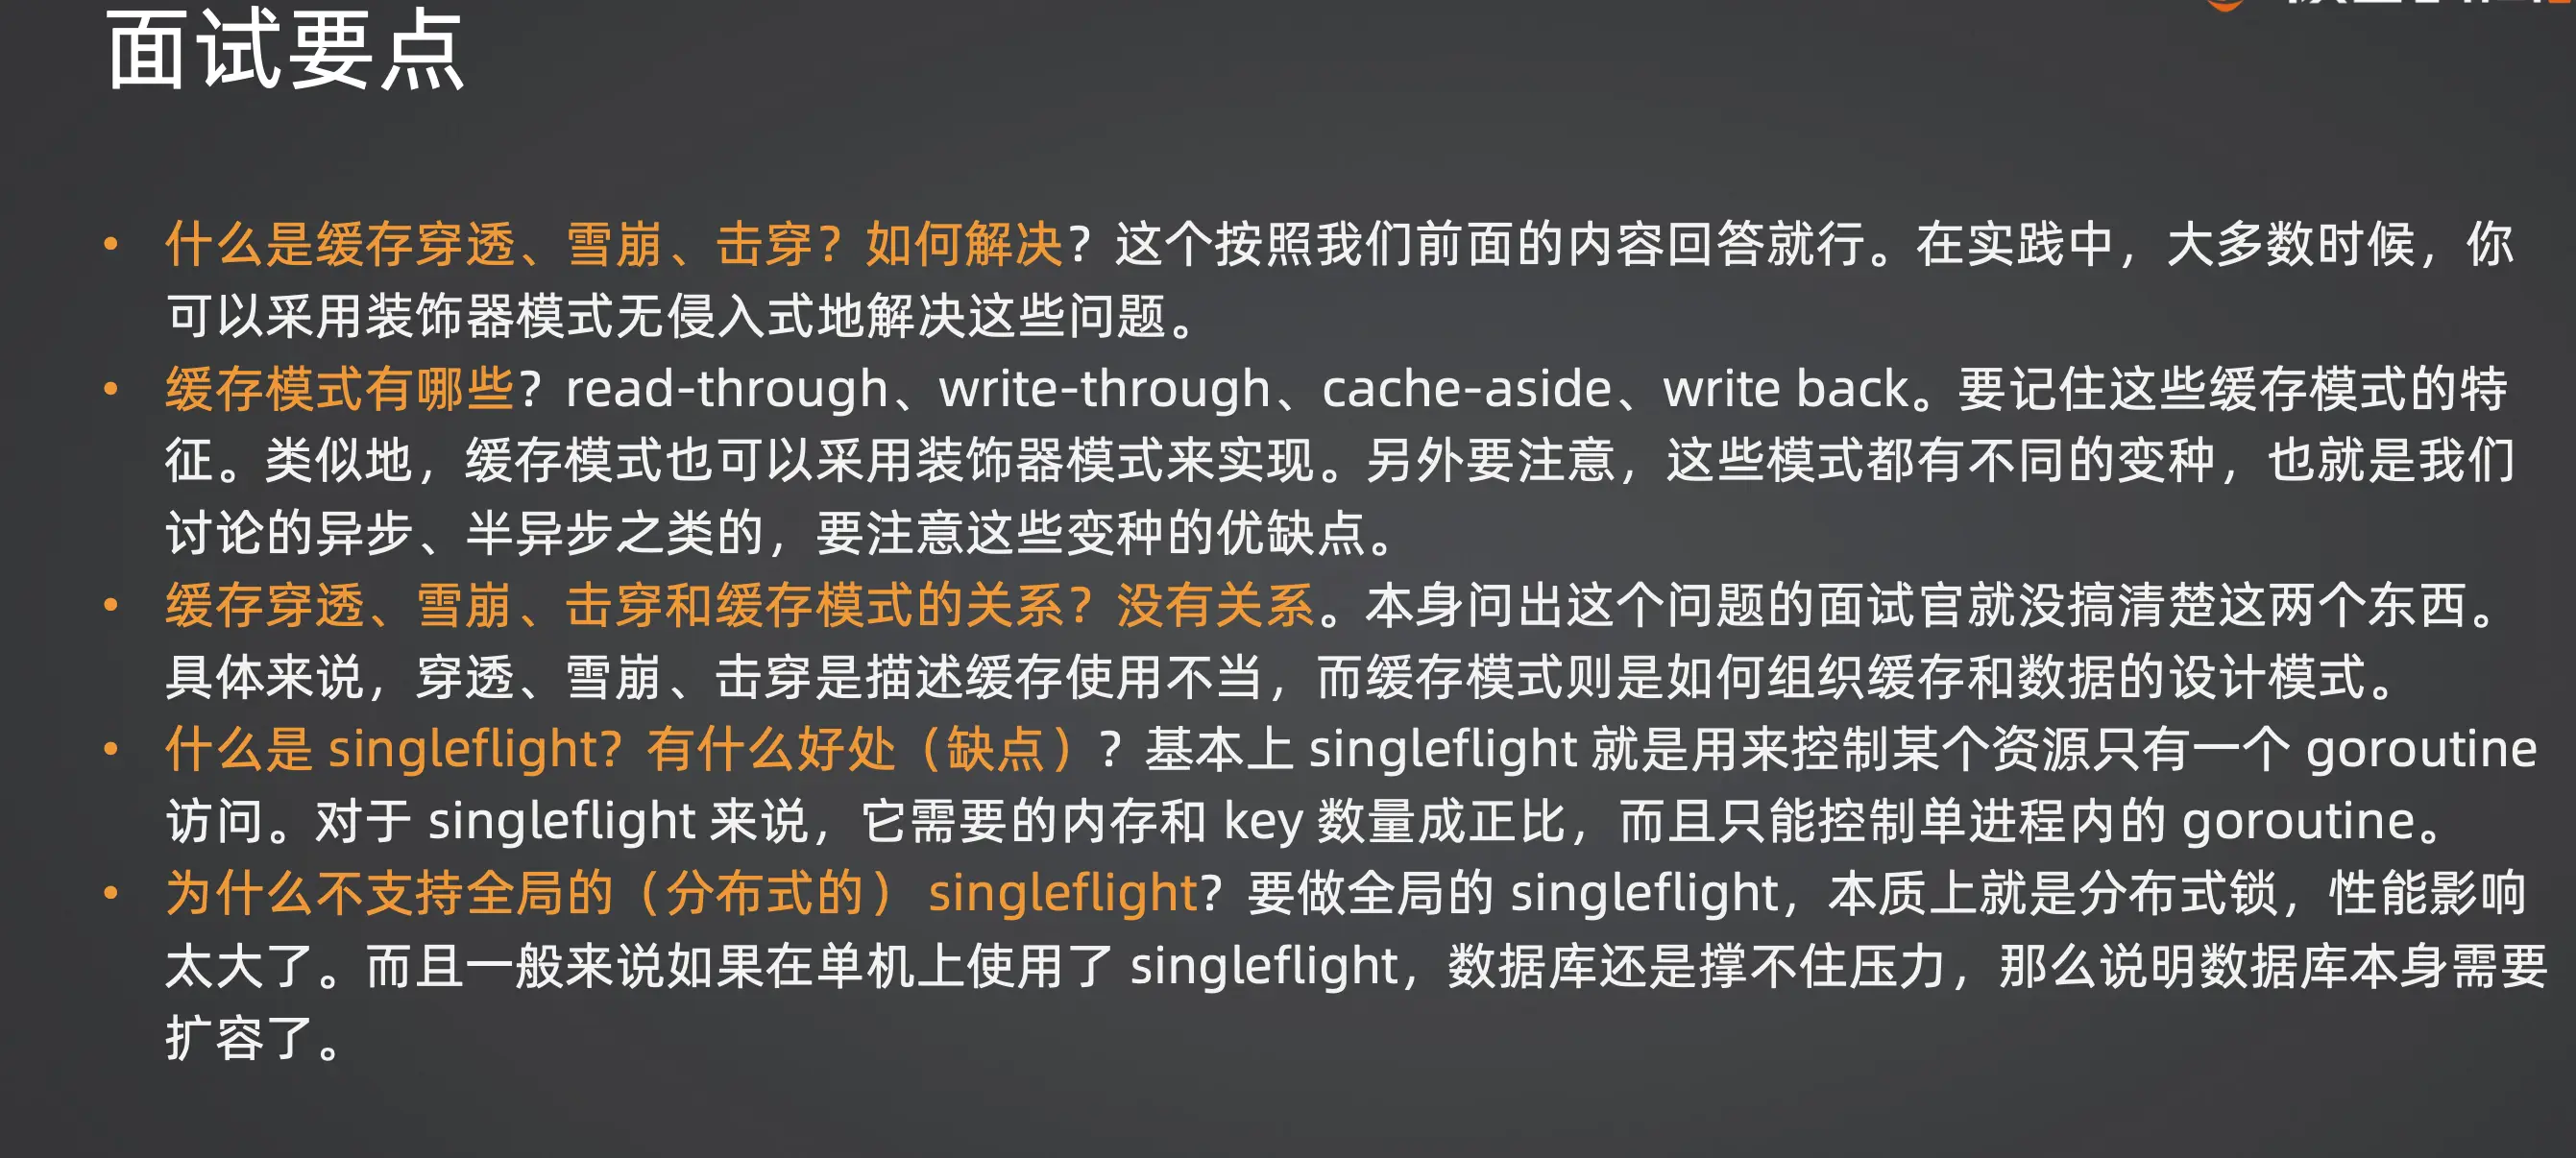 面试要点
• 什么是缓存穿透、雪崩、击穿？如何解决？这个按照我们前面的内容回答就行。在实践中，大多数时候，你
可以采用装饰器模式无侵入式地解决这些问题。
• 缓存模式有哪些？read-through、write-through、cache-aside、write back。要记住这些缓存模式的特
征。类似地，缓存模式也可以采用装饰器模式来实现。另外要注意，这些模式都有不同的变种，也就是我们
讨论的异步、半异步之类的，要注意这些变种的优缺点。
• 缓存穿透、雪崩、击穿和缓存模式的关系？没有关系。本身问出这个问题的面试官就没搞清楚这两个东西。
具体来说，穿透、雪崩、击穿是描述缓存使用不当，而缓存模式则是如何组织缓存和数据的设计模式。
• 什么是 singleflight？有什么好处（缺点）？基本上 singleflight 就是用来控制某个资源只有一个 goroutine
访问。对于 singleflight 来说，它需要的内存和 key 数量成正比，而且只能控制单进程内的 goroutine。
• 为什么不支持全局的（分布式的） singleflight？要做全局的 singleflight，本质上就是分布式锁，性能影响
太大了。而且一般来说如果在单机上使用了 singleflight，数据库还是撑不住压力，那么说明数据库本身需要
扩容了。